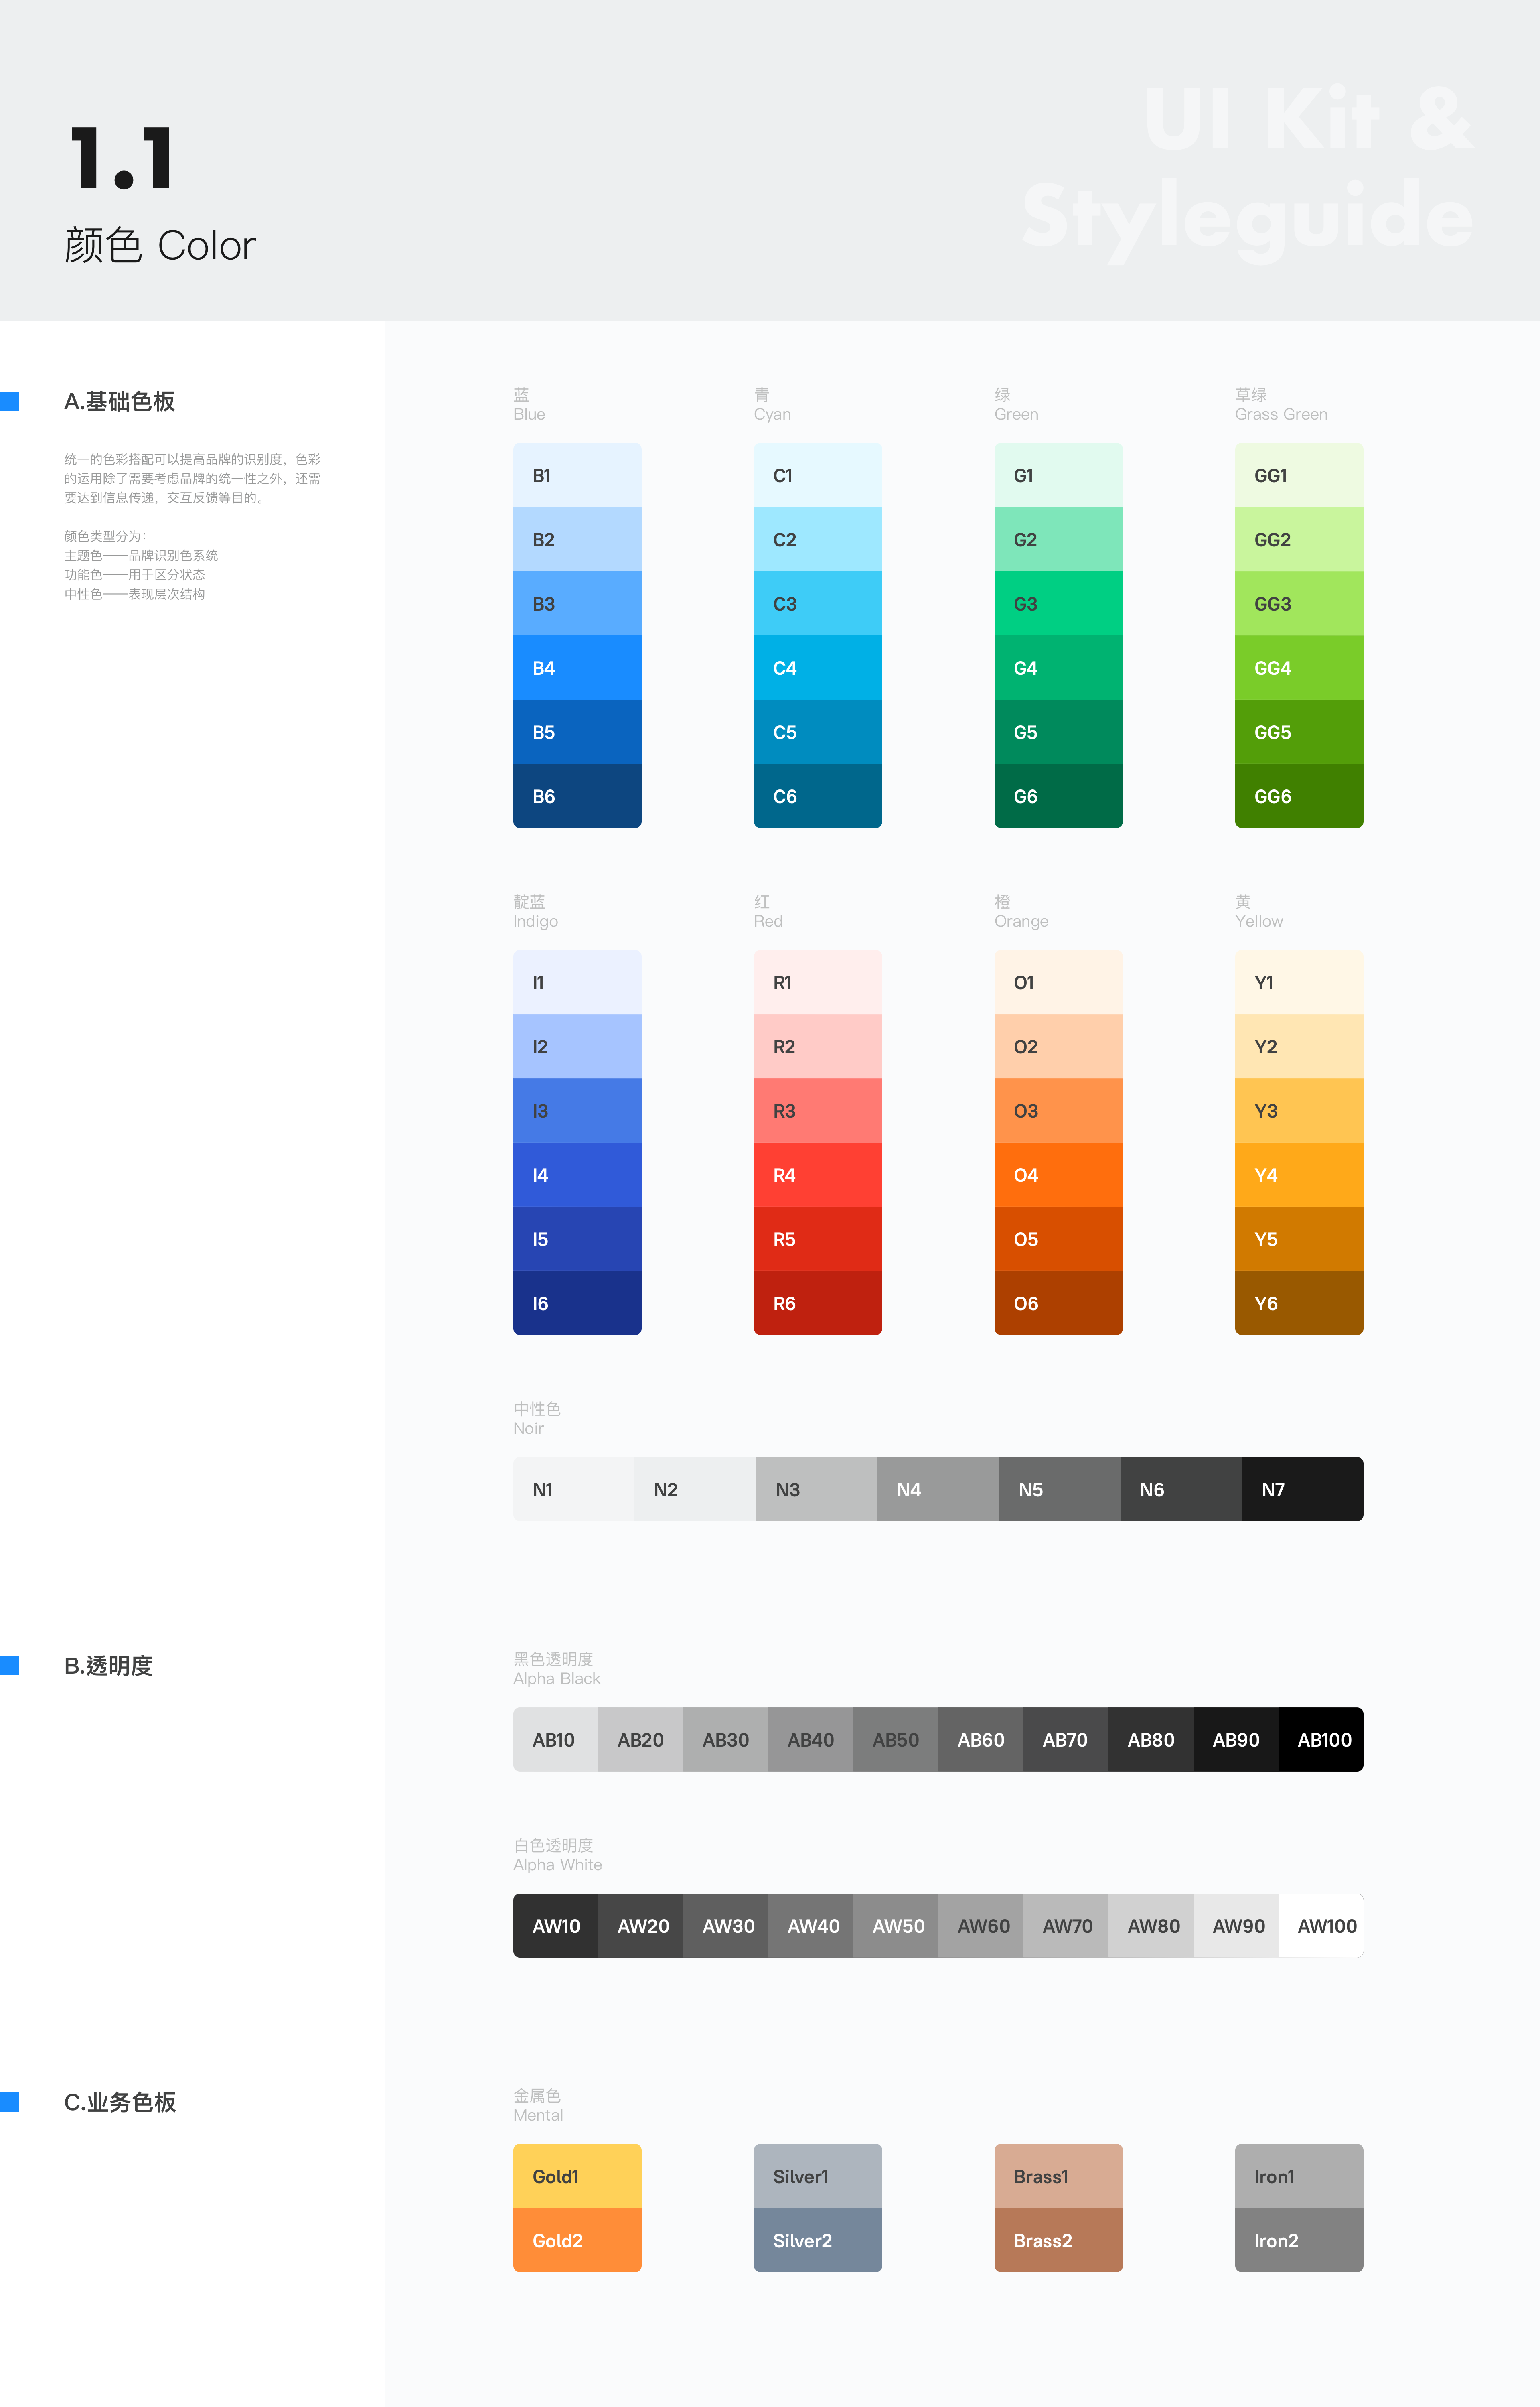 1.1
颜色 Color
UI Kit &
Styleguide
A.基础色板
统一的色彩搭配可以提高品牌的识别度，色彩
的运用除了需要考虑品牌的统一性之外，还需
要达到信息传递，交互反馈等目的。
颜色类型分为：
主题色——品牌识别色系统
功能色——用于区分状态
中性色——表现层次结构
蓝
Blue
B1
B2
B3
B4
B5
B6
青
Cyan
C1
C2
C3
C4
C5
C6
绿
Green
G1
G2
G3
G4
G5
G6
草绿
Grass Green
GG1
GG2
GG3
GG4
GG5
GG6
靛蓝
Indigo
I1
I2
I3
I4
I5
I6
红
Red
R1
R2
R3
R4
R5
R6
橙
Orange
O1
O2
O3
O4
O5
O6
黄
Yellow
Y1
Y2
Y3
Y4
Y5
Y6
中性色
Noir
N1 N2 N3 N4 N5 N6 N7
B.透明度
黑色透明度
Alpha Black
AB10 AB20 AB30 AB40 AB50 AB60 AB70 AB80 AB90 AB100
白色透明度
Alpha White
AW10 AW20 AW30 AW40 AW50 AW60 AW70 AW80 AW90 AW100
C.业务色板
金属色
Mental
Gold1
Gold2
Silver1
Silver2
Brass1
Brass2
Iron1
Iron2